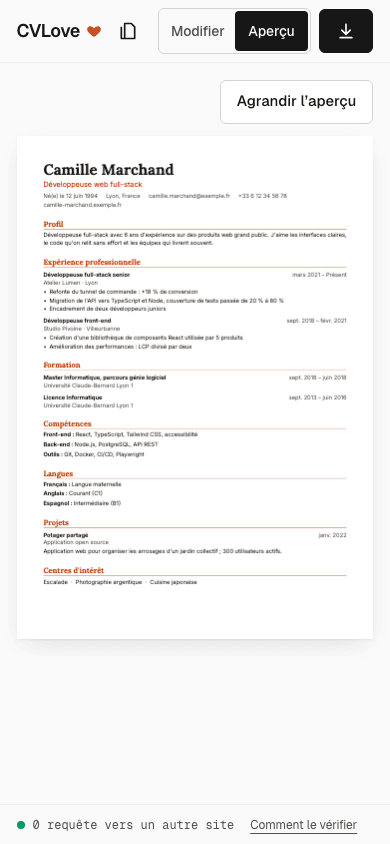 CVLove
Modifier
Aperçu
Agrandir l'aperçu
Camille Marchand
Développeuse web full-stack
Né(e) le 12 juin 1994 Lyon, France camille.marchand@exemple.fr +33 6 12 34 56 78
camille-marchand.exemple.fr
Profil
Développeuse full-stack avec 6 ans d'expérience sur des produits web grand public. J'aime les interfaces claires,
le code qu'on relit sans effort et les équipes qui livrent souvent.
Expérience professionnelle
Développeuse full-stack senior mars 2021 – Présent
Atelier Lumen · Lyon
• Refonte du tunnel de commande : +18 % de conversion
• Migration de l'API vers TypeScript et Node, couverture de tests passée de 20 % à 80 %
• Encadrement de deux développeurs juniors
Développeuse front-end sept. 2018 – févr. 2021
Studio Pivoine · Villeurbanne
• Création d'une bibliothèque de composants React utilisée par 5 produits
• Amélioration des performances : LCP divisé par deux
Formation
Master Informatique, parcours génie logiciel sept. 2016 – juin 2018
Université Claude-Bernard Lyon 1
Licence Informatique sept. 2013 – juin 2016
Université Claude-Bernard Lyon 1
Compétences
Front-end : React, TypeScript, Tailwind CSS, accessibilité
Back-end : Node.js, PostgreSQL, API REST
Outils : Git, Docker, CI/CD, Playwright
Langues
Français : Langue maternelle
Anglais : Courant (C1)
Espagnol : Intermédiaire (B1)
Projets
Potager partagé janv. 2022
Application open source
Application web pour organiser les arrosages d'un jardin collectif ; 300 utilisateurs actifs.
Centres d'intérêt
Escalade · Photographie argentique · Cuisine japonaise
0 requête vers un autre site Comment le vérifier